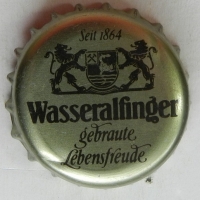 Seit 1864
Wasseralfinger
gebraute
Lebensfreude